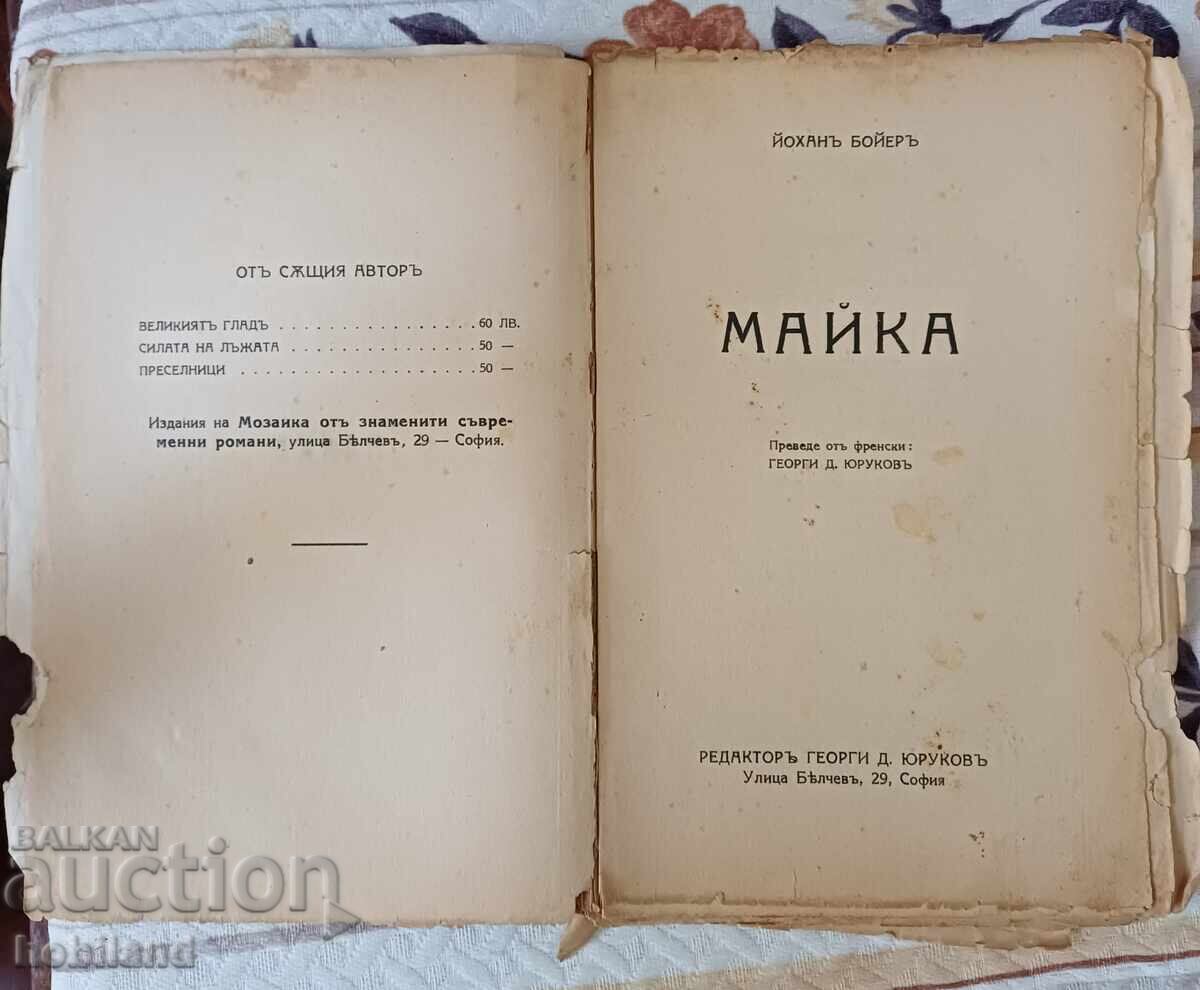 ОТЪ СѪЩИЯ АВТОРЪ
ВЕЛИКИЯТЪ ГЛАДЪ . . . . . . . . . . . . . . . . 60 ЛВ.
СИЛАТА НА ЛЪЖАТА . . . . . . . . . . . . . . . 50 —
ПРЕСЕЛНИЦИ . . . . . . . . . . . . . . . . . . . 50 —
Издания на Мозаика отъ знаменити съвре-
менни романи, улица Бѣлчевъ, 29 — София.
ЙОХАНЪ БОЙЕРЪ
МАЙКА
Преведе отъ френски:
ГЕОРГИ Д. ЮРУКОВЪ
РЕДАКТОРЪ ГЕОРГИ Д. ЮРУКОВЪ
Улица Бѣлчевъ, 29, София
BALKAN
auction
hobiland